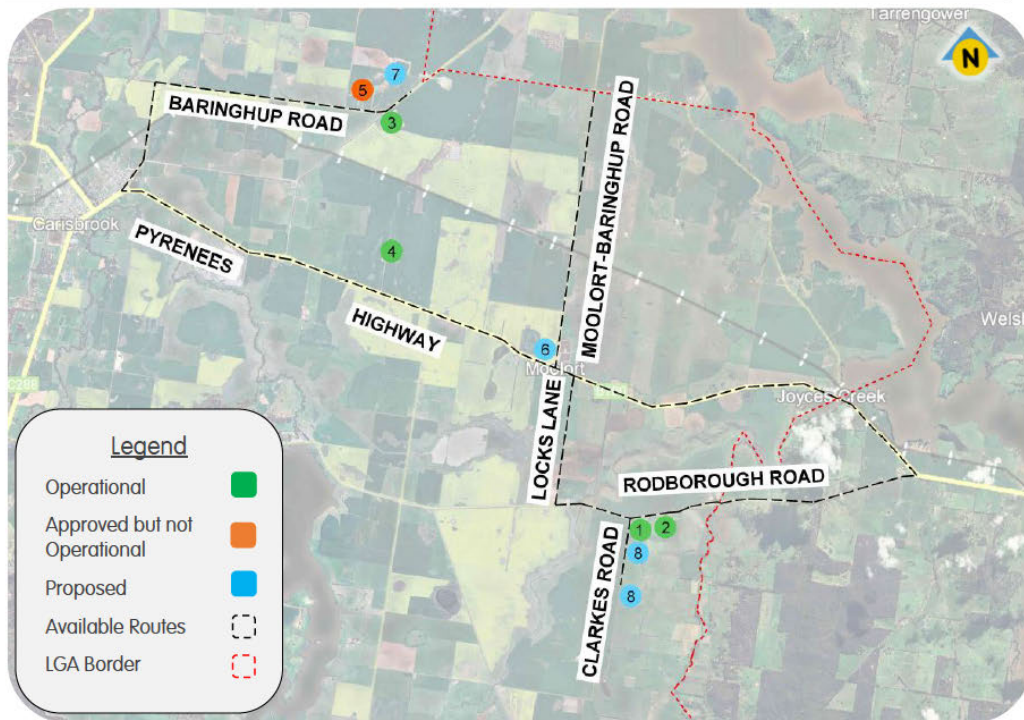 Tarrengower
N
7
5
BARINGHUP ROAD
3
MOOLORT-BARINGHUP ROAD
Carisbrook
PYRENEES
4
HIGHWAY
Welsh
6
Moolort
C288
Joyces Creek
LOCKS LANE
RODBOROUGH ROAD
1
2
CLARKES ROAD
8
8
Legend
Operational
Approved but not
Operational
Proposed
Available Routes
LGA Border